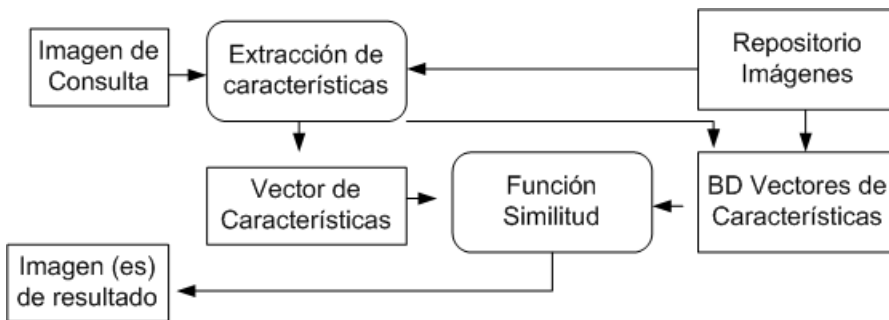 Imagen de
Consulta
Extracción de
características
Repositorio
Imágenes
Vector de
Características
Función
Similitud
BD Vectores de
Características
Imagen (es)
de resultado